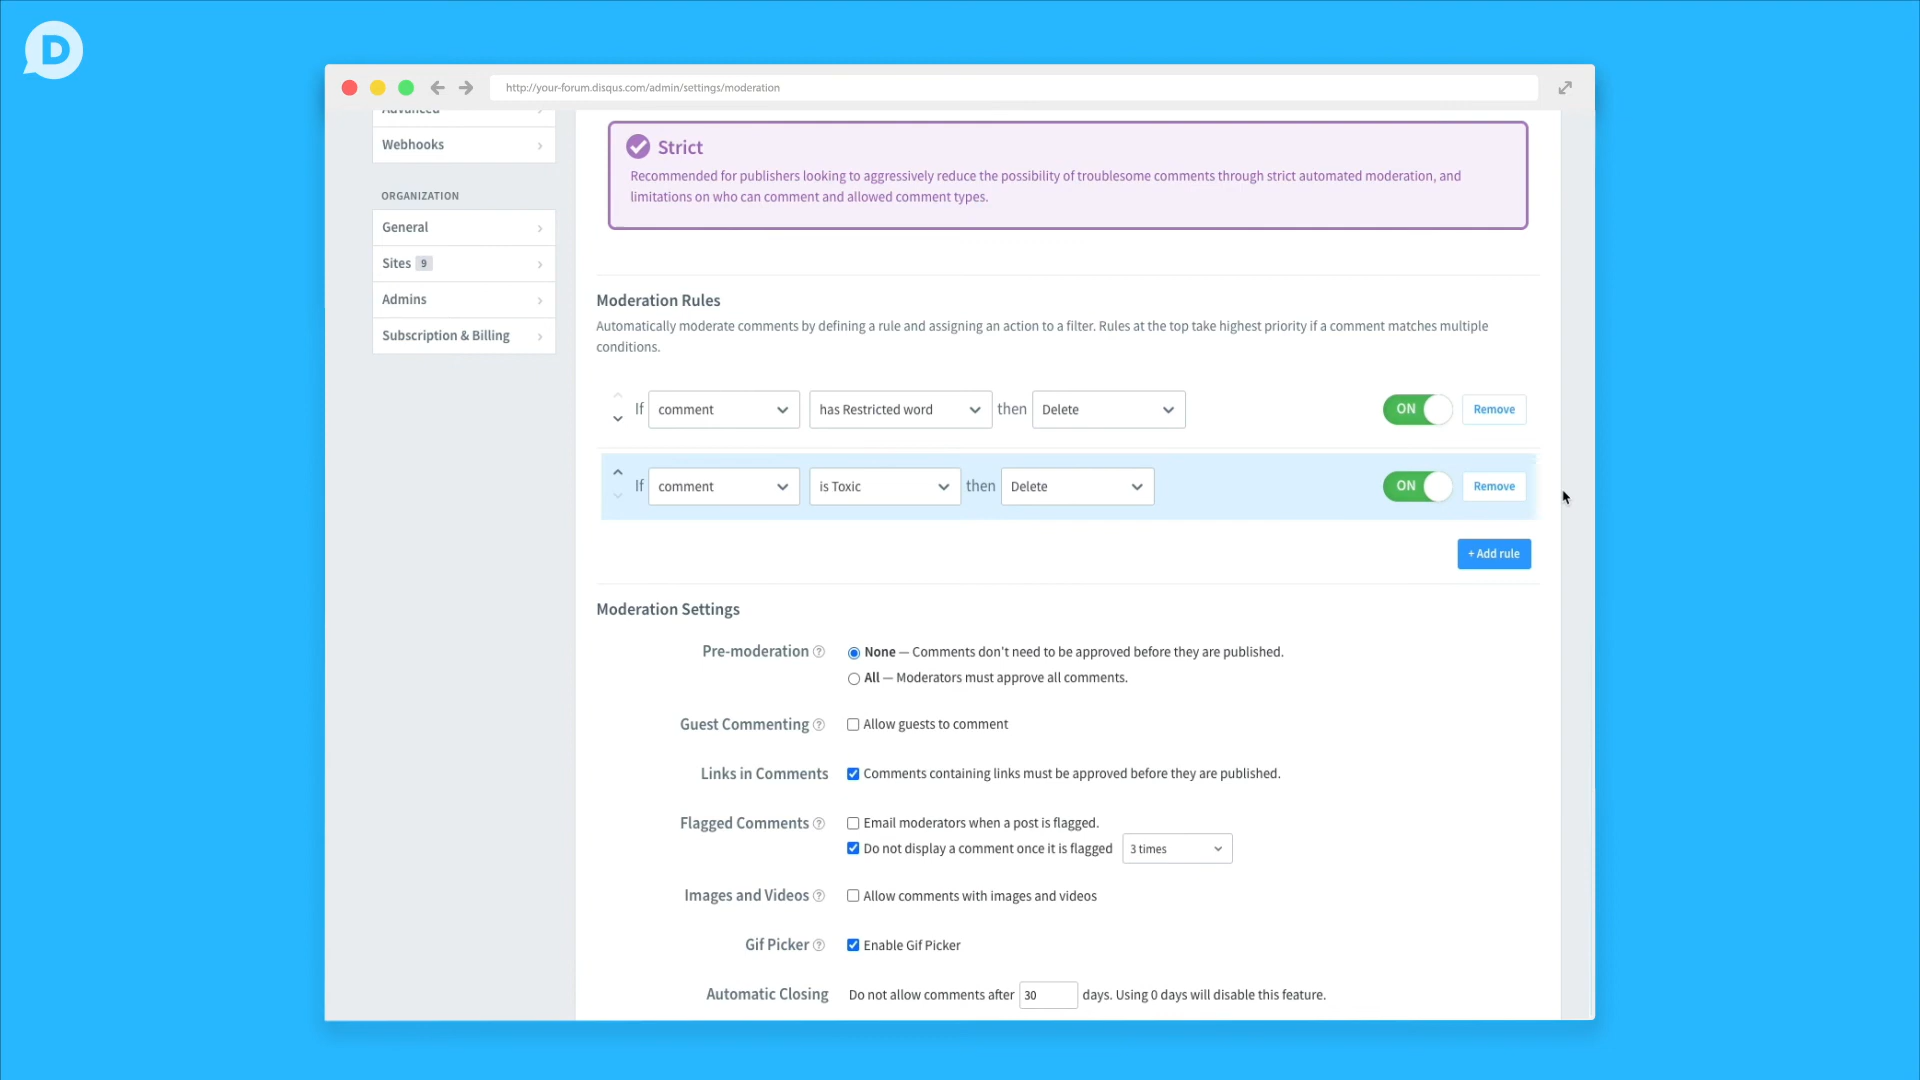 D
http://your-forum.disqus.com/admin/settings/moderation
Advanced
Webhooks
ORGANIZATION
General
Sites 9
Admins
Subscription & Billing
Strict
Recommended for publishers looking to aggressively reduce the possibility of troublesome comments through strict automated moderation, and
limitations on who can comment and allowed comment types.
Moderation Rules
Automatically moderate comments by defining a rule and assigning an action to a filter. Rules at the top take highest priority if a comment matches multiple
conditions.
If comment has Restricted word then Delete ON Remove
If comment is Toxic then Delete ON Remove
+ Add rule
Moderation Settings
Pre-moderation ? None — Comments don't need to be approved before they are published.
All — Moderators must approve all comments.
Guest Commenting ? Allow guests to comment
Links in Comments Comments containing links must be approved before they are published.
Flagged Comments ? Email moderators when a post is flagged.
Do not display a comment once it is flagged 3 times
Images and Videos ? Allow comments with images and videos
Gif Picker ? Enable Gif Picker
Automatic Closing Do not allow comments after 30 days. Using 0 days will disable this feature.